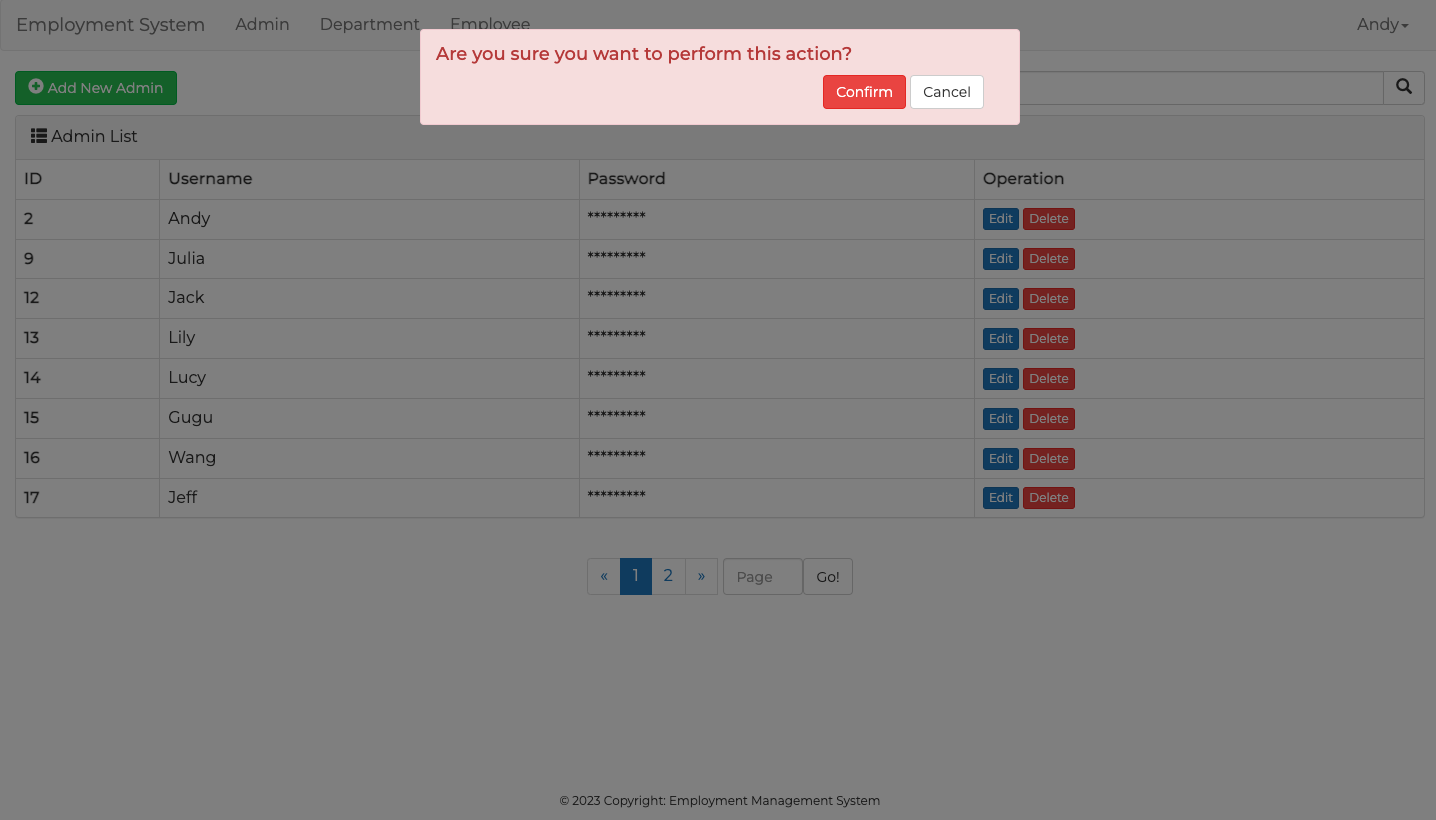 Employment System Admin Department Employee Andy
Are you sure you want to perform this action?
Confirm Cancel
Add New Admin
Admin List
ID Username Password Operation
2 Andy ********* Edit Delete
9 Julia ********* Edit Delete
12 Jack ********* Edit Delete
13 Lily ********* Edit Delete
14 Lucy ********* Edit Delete
15 Gugu ********* Edit Delete
16 Wang ********* Edit Delete
17 Jeff ********* Edit Delete
« 1 2 » Page Go!
© 2023 Copyright: Employment Management System